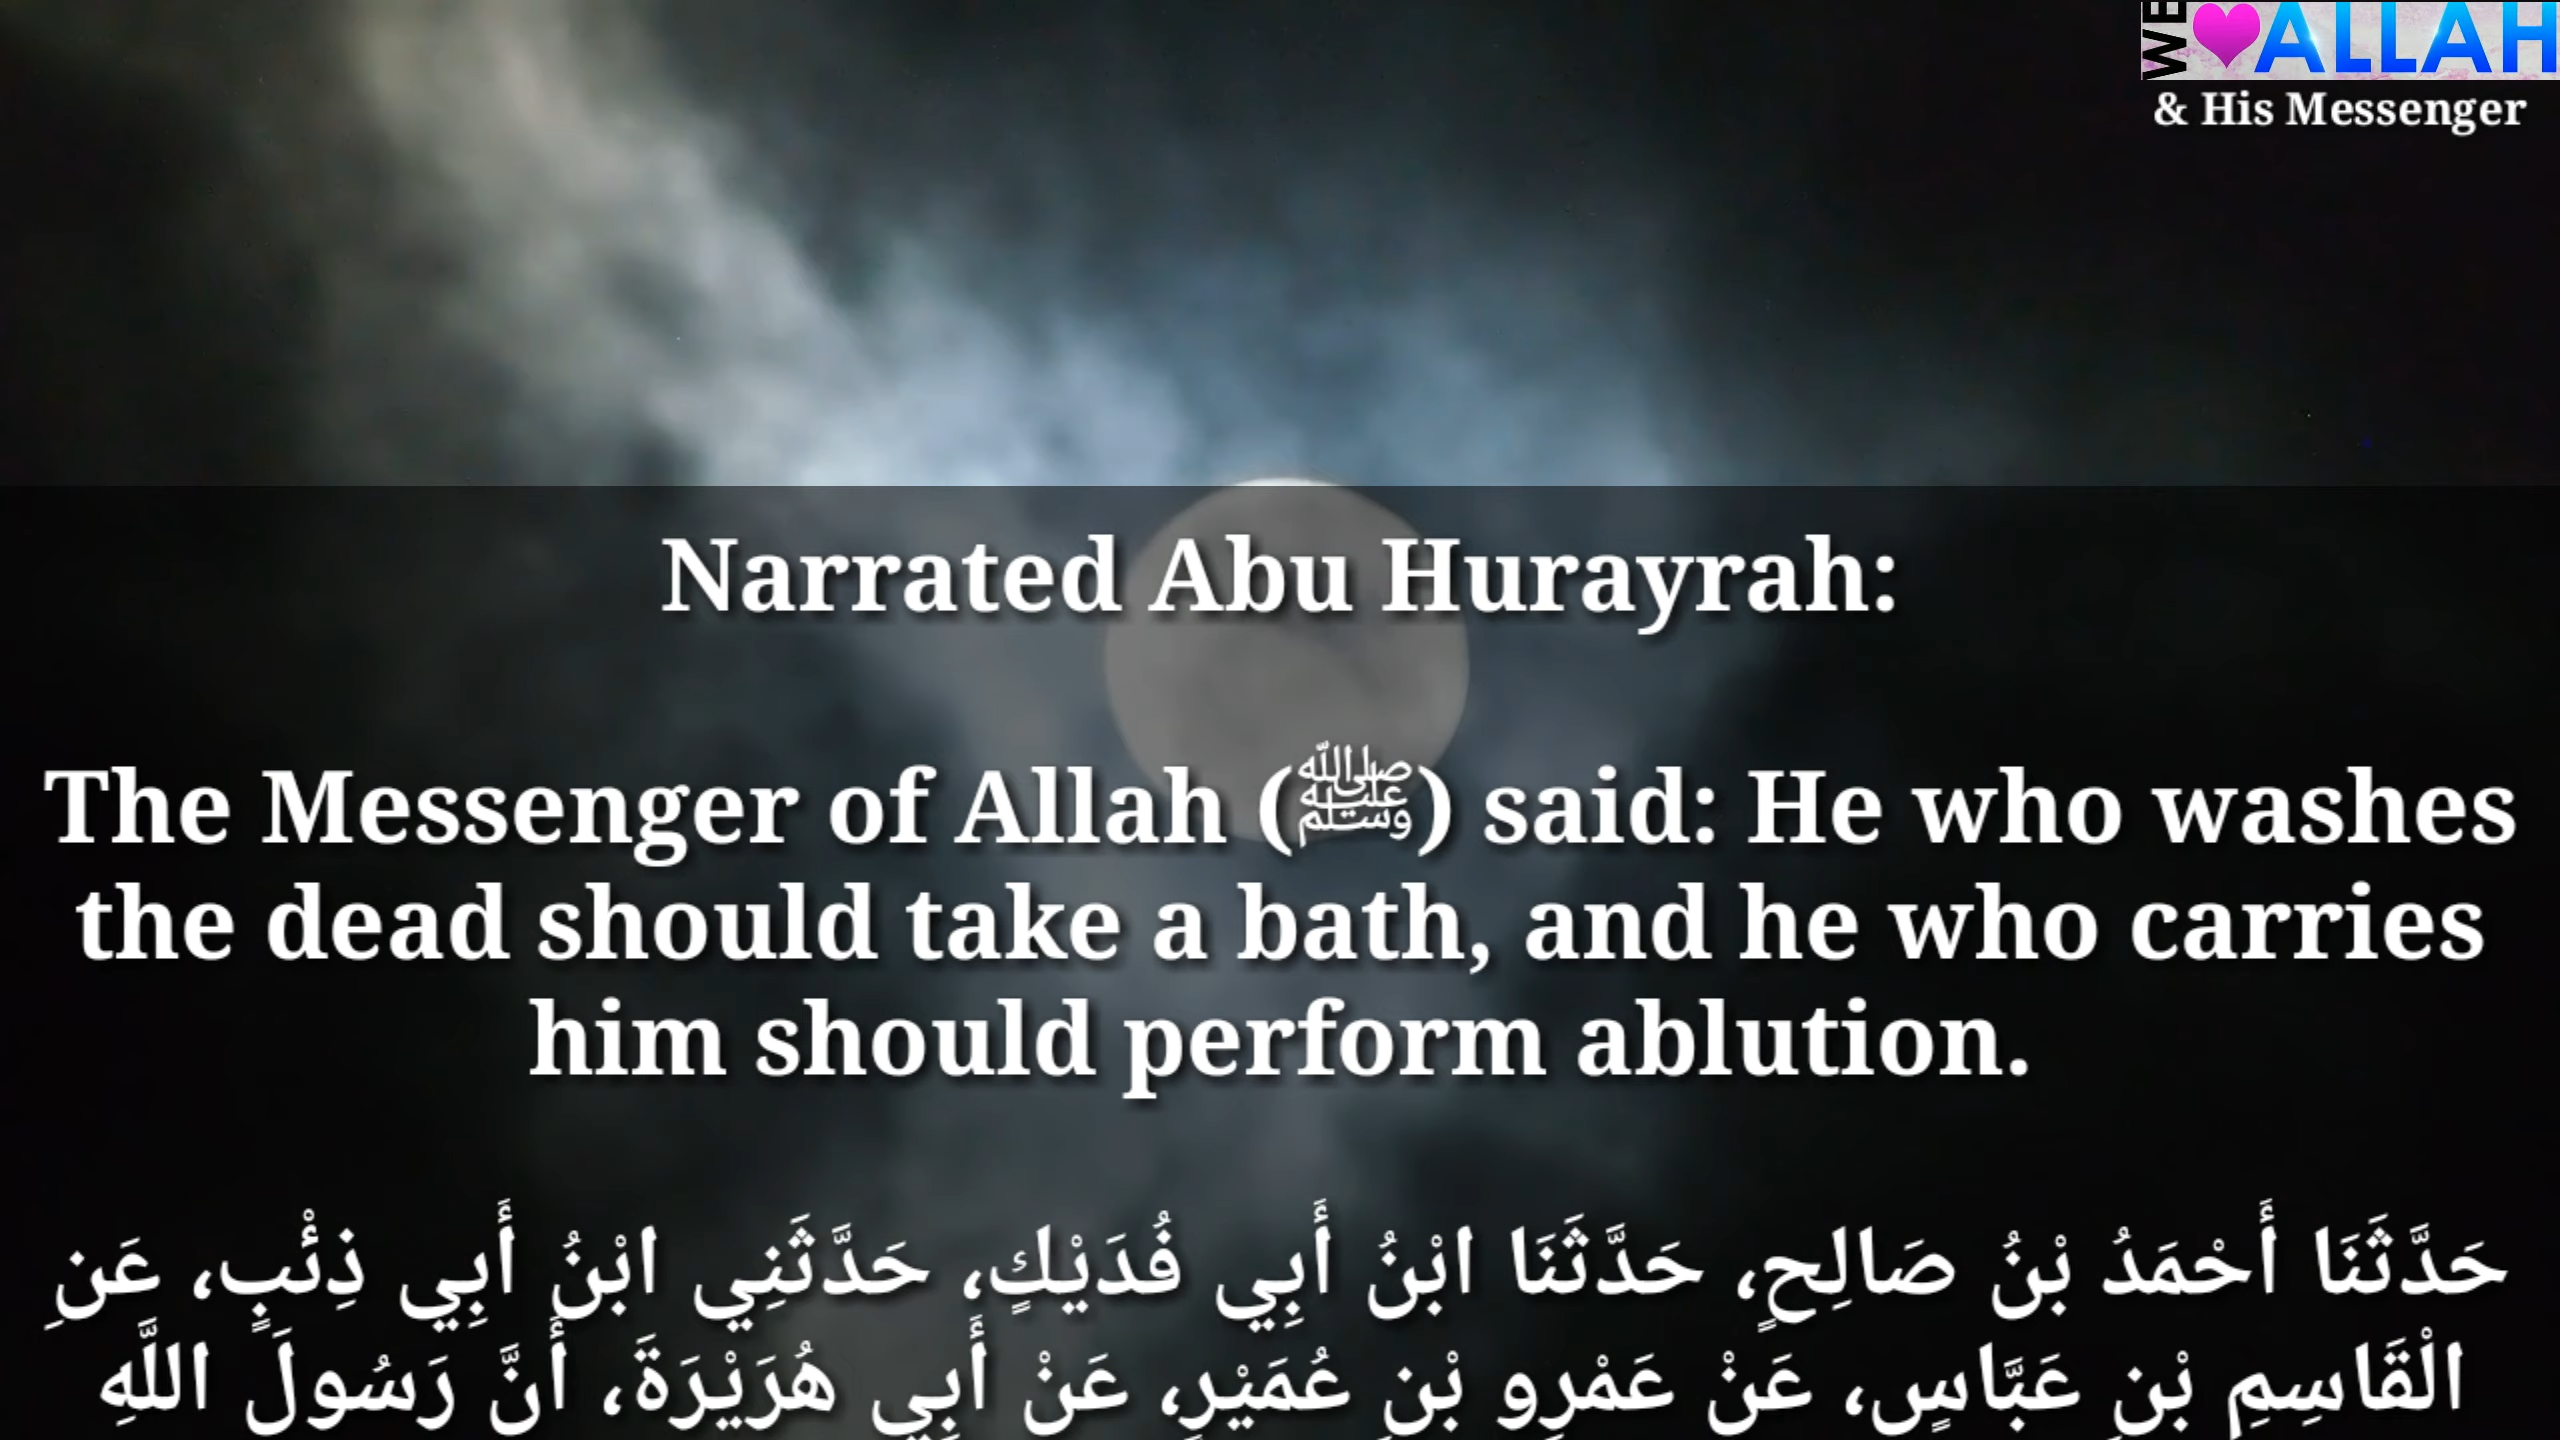 WE ALLAH
& His Messenger
Narrated Abu Hurayrah:
The Messenger of Allah (ﷺ) said: He who washes
the dead should take a bath, and he who carries
him should perform ablution.
حَدَّثَنَا أَحْمَدُ بْنُ صَالِحٍ، حَدَّثَنَا ابْنُ أَبِي فُدَيْكٍ، حَدَّثَنِي ابْنُ أَبِي ذِئْبٍ، عَنِ
الْقَاسِمِ بْنِ عَبَّاسٍ، عَنْ عَمْرِو بْنِ عُمَيْرٍ، عَنْ أَبِي هُرَيْرَةَ، أَنَّ رَسُولَ اللَّهِ